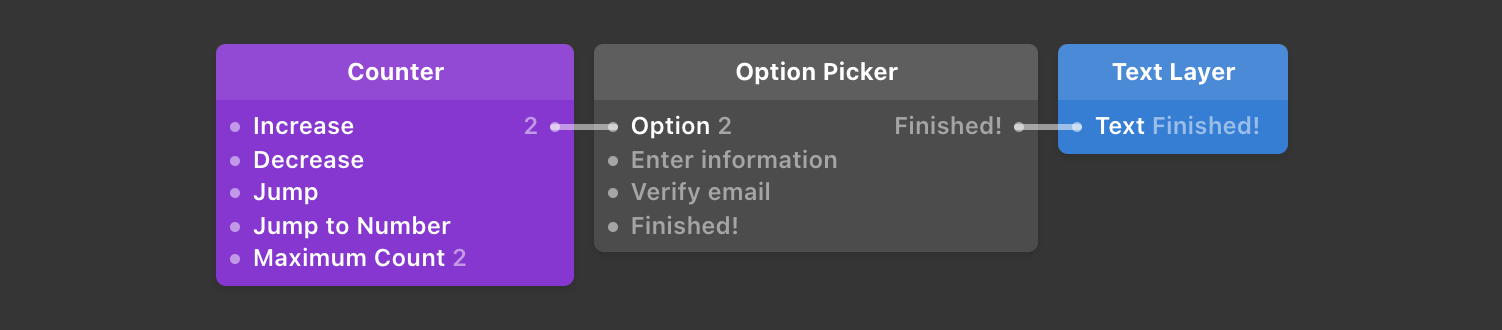 Counter
Increase 2
Decrease
Jump
Jump to Number
Maximum Count 2
Option Picker
Option 2 Finished!
Enter information
Verify email
Finished!
Text Layer
Text Finished!